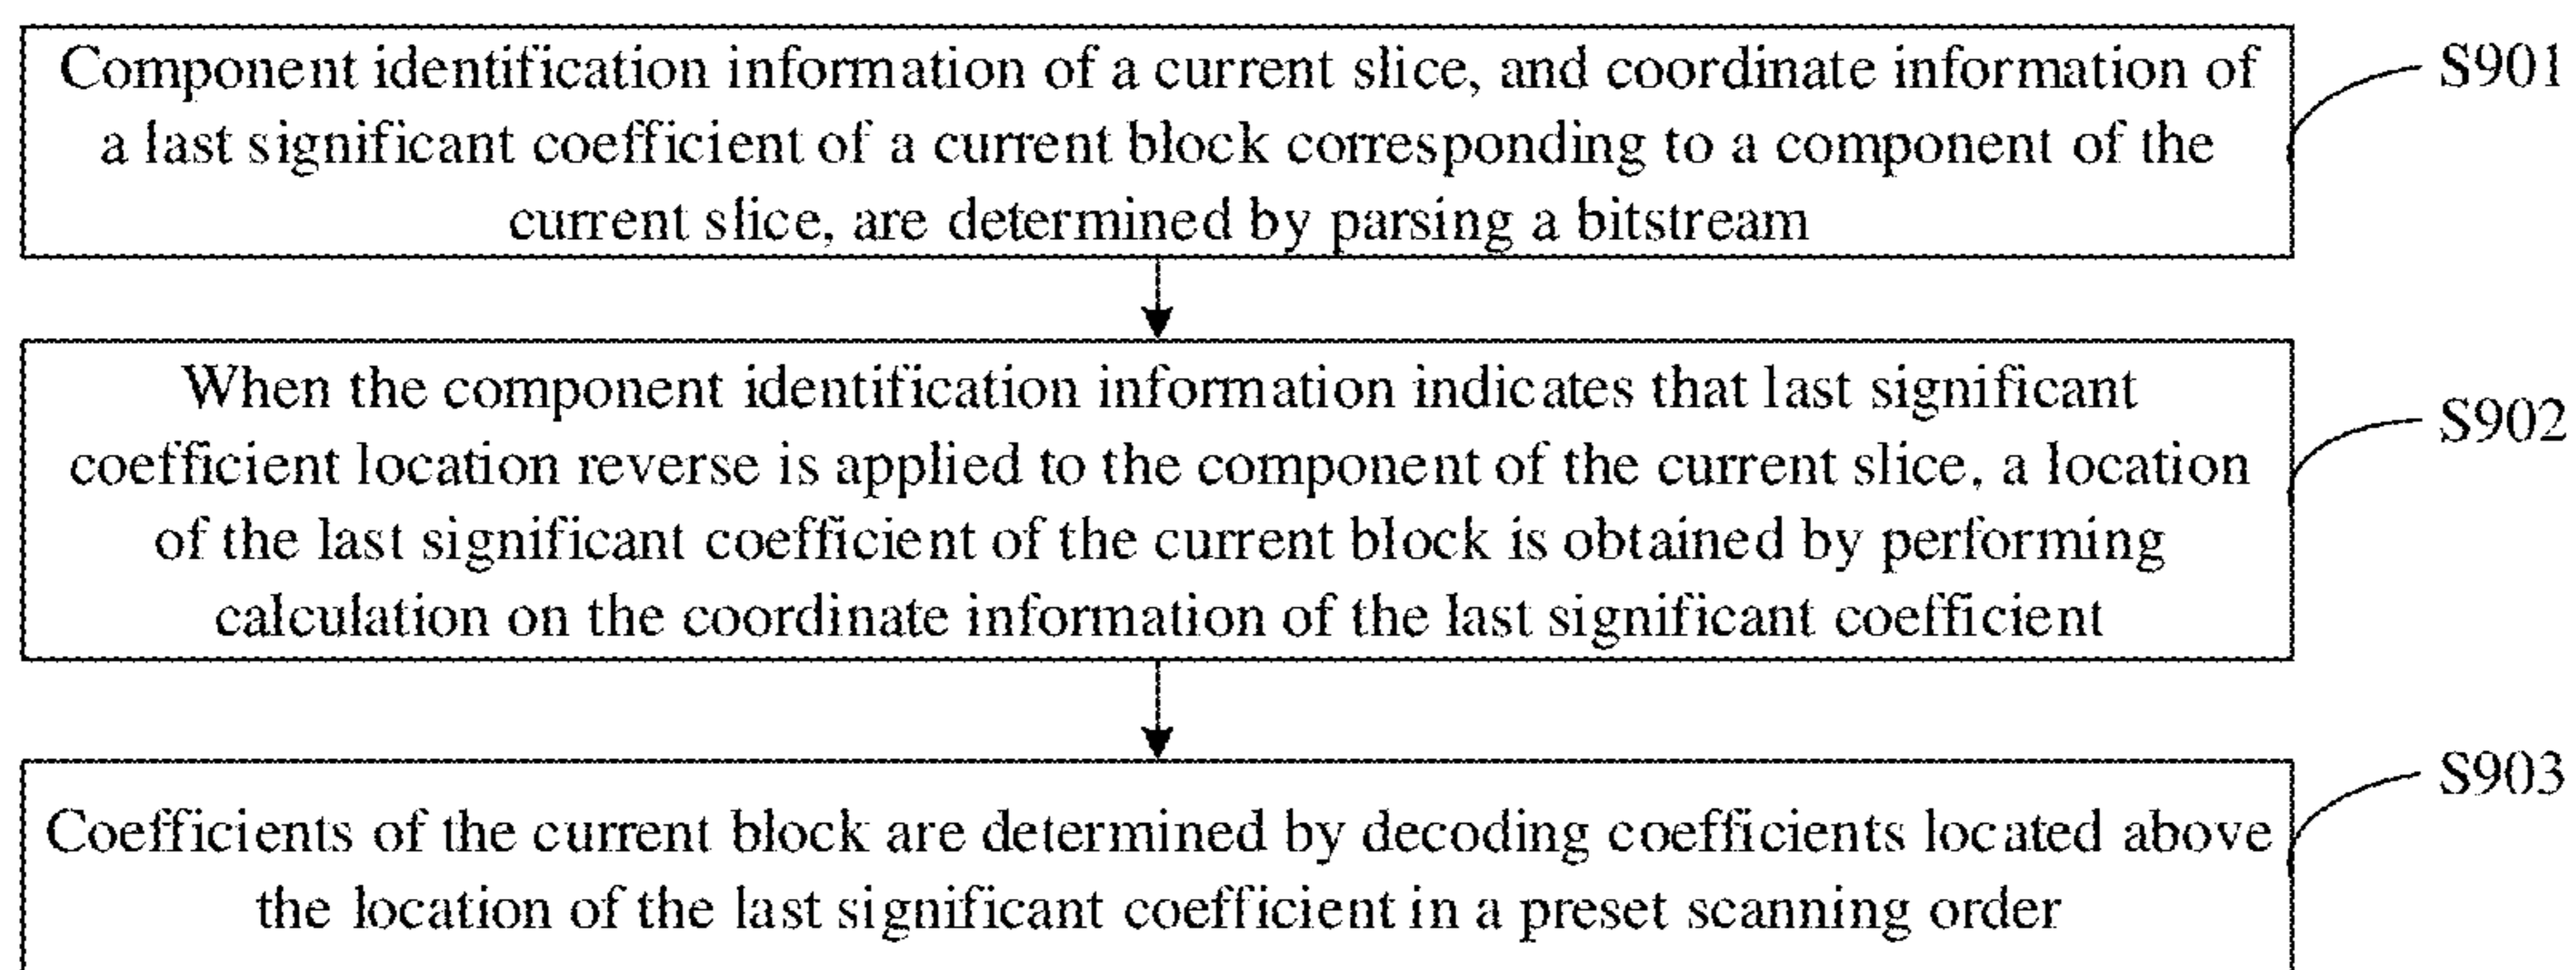 Component identification information of a current slice, and coordinate information of
a last significant coefficient of a current block corresponding to a component of the
current slice, are determined by parsing a bitstream
S901
When the component identification information indicates that last significant
coefficient location reverse is applied to the component of the current slice, a location
of the last significant coefficient of the current block is obtained by performing
calculation on the coordinate information of the last significant coefficient
S902
Coefficients of the current block are determined by decoding coefficients located above
the location of the last significant coefficient in a preset scanning order
S903